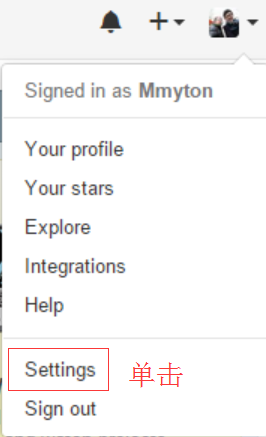 Signed in as Mmyton
Your profile
Your stars
Explore
Integrations
Help
Settings 单击
Sign out